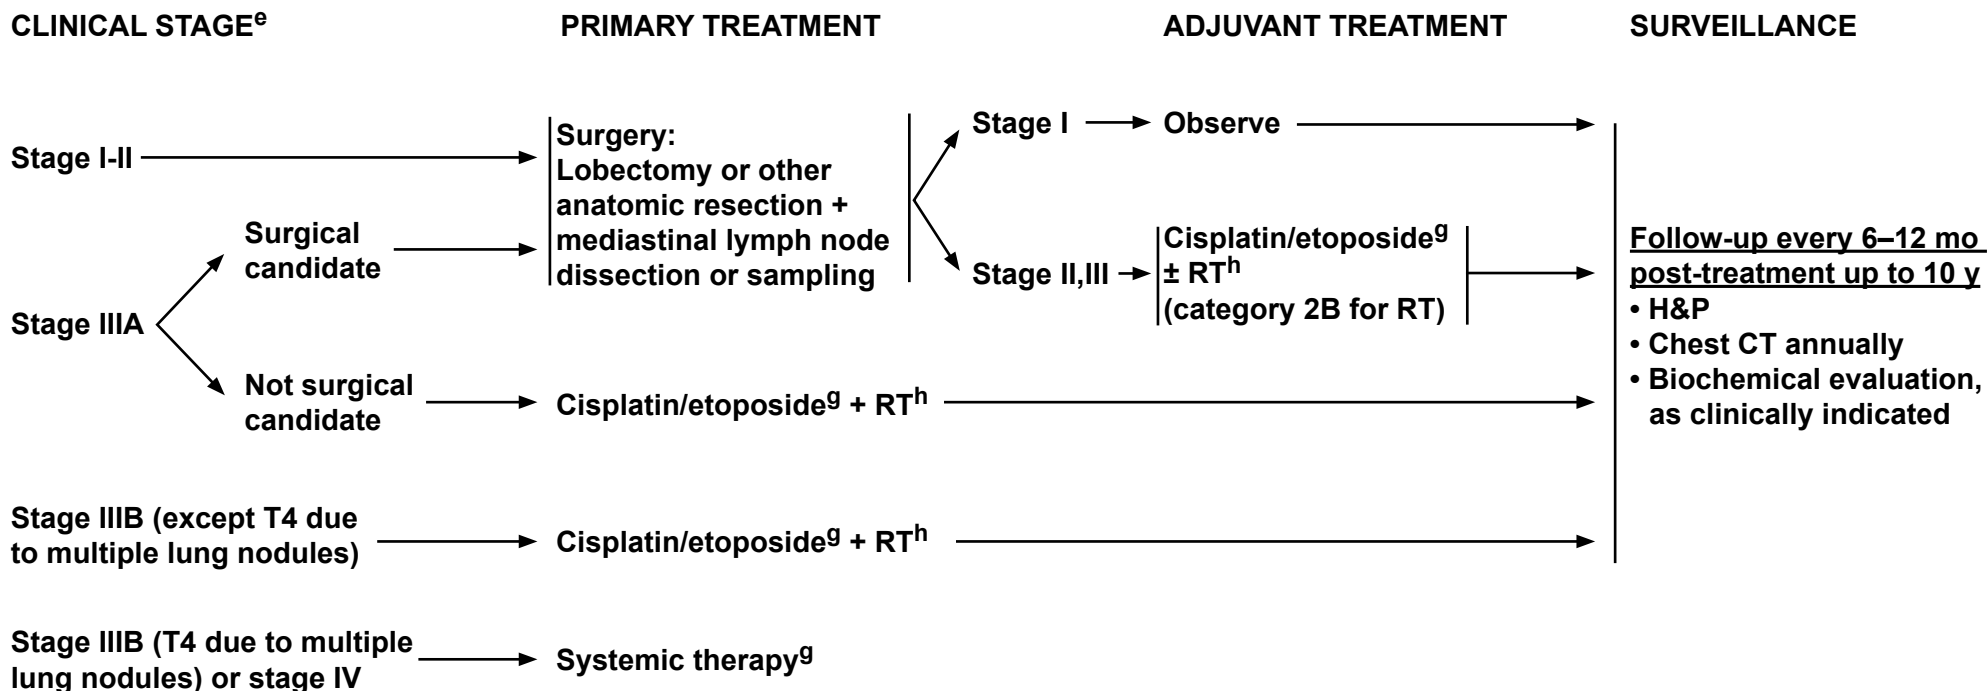 CLINICAL STAGEe
PRIMARY TREATMENT
ADJUVANT TREATMENT
SURVEILLANCE
Stage I-II
Surgery:
Lobectomy or other
anatomic resection +
mediastinal lymph node
dissection or sampling
Stage I
Observe
Stage II,III
Cisplatin/etoposideg
± RTh
(category 2B for RT)
Stage IIIA
Surgical
candidate
Not surgical
candidate
Cisplatin/etoposideg + RTh
Follow-up every 6–12 mo
post-treatment up to 10 y
• H&P
• Chest CT annually
• Biochemical evaluation,
as clinically indicated
Stage IIIB (except T4 due
to multiple lung nodules)
Cisplatin/etoposideg + RTh
Stage IIIB (T4 due to multiple
lung nodules) or stage IV
Systemic therapyg